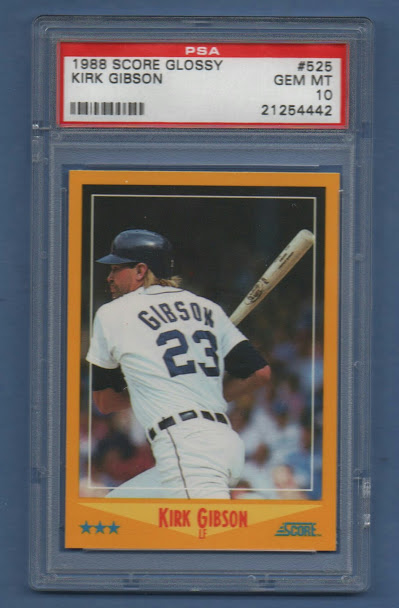 PSA
1988 SCORE GLOSSY #525
KIRK GIBSON GEM MT
10
21254442
GIBSON
23
KIRK GIBSON
LF
SCORE